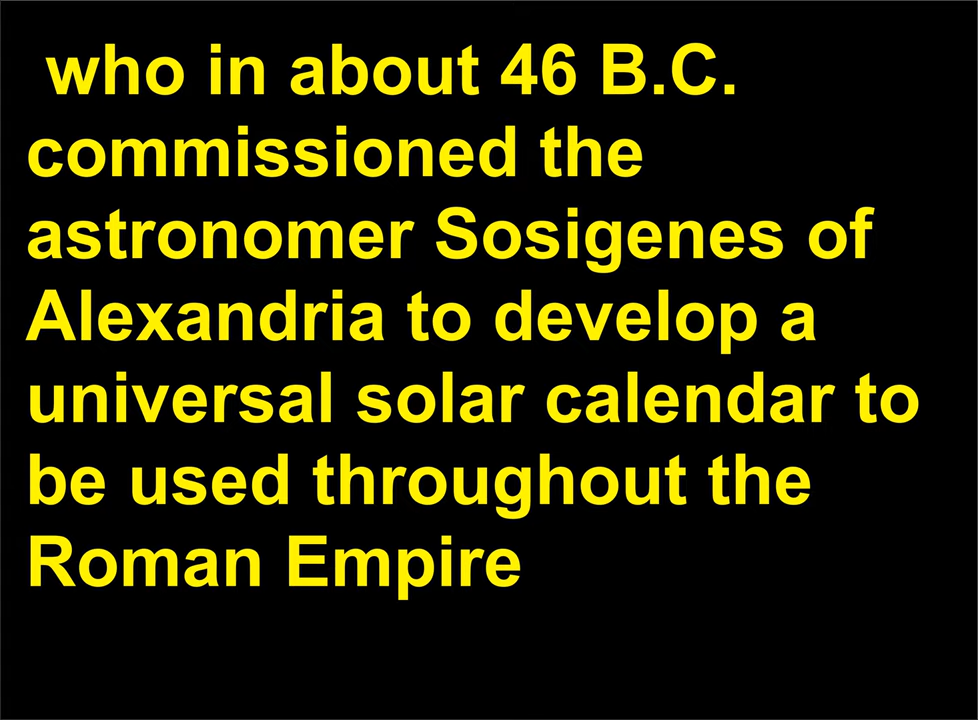 who in about 46 B.C.
commissioned the
astronomer Sosigenes of
Alexandria to develop a
universal solar calendar to
be used throughout the
Roman Empire